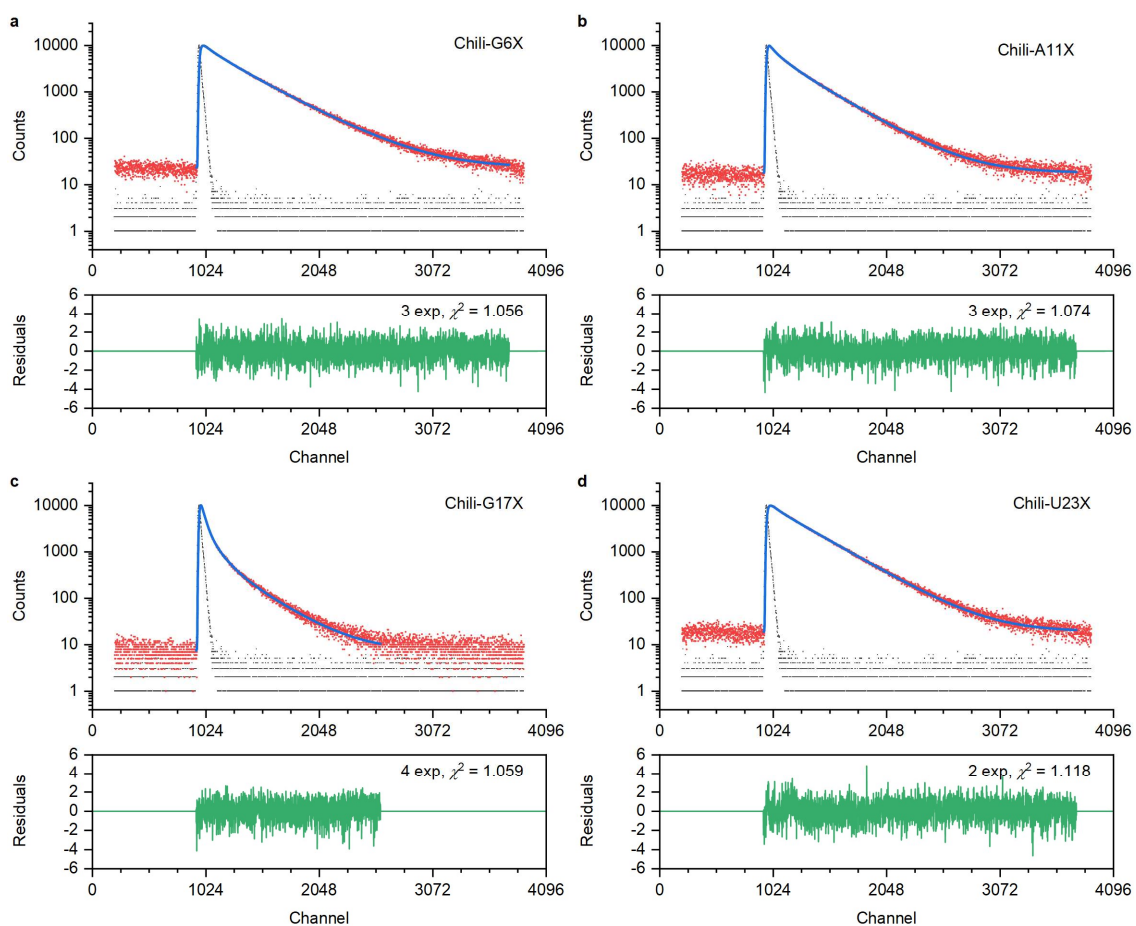 a
Chili-G6X
Counts
10000
1000
100
10
1
0 1024 2048 3072 4096
Residuals
6
4
2
0
-2
-4
-6
3 exp, χ² = 1.056
0 1024 2048 3072 4096
Channel
b
Chili-A11X
Counts
10000
1000
100
10
1
0 1024 2048 3072 4096
Residuals
6
4
2
0
-2
-4
-6
3 exp, χ² = 1.074
0 1024 2048 3072 4096
Channel
c
Chili-G17X
Counts
10000
1000
100
10
1
0 1024 2048 3072 4096
Residuals
6
4
2
0
-2
-4
-6
4 exp, χ² = 1.059
0 1024 2048 3072 4096
Channel
d
Chili-U23X
Counts
10000
1000
100
10
1
0 1024 2048 3072 4096
Residuals
6
4
2
0
-2
-4
-6
2 exp, χ² = 1.118
0 1024 2048 3072 4096
Channel